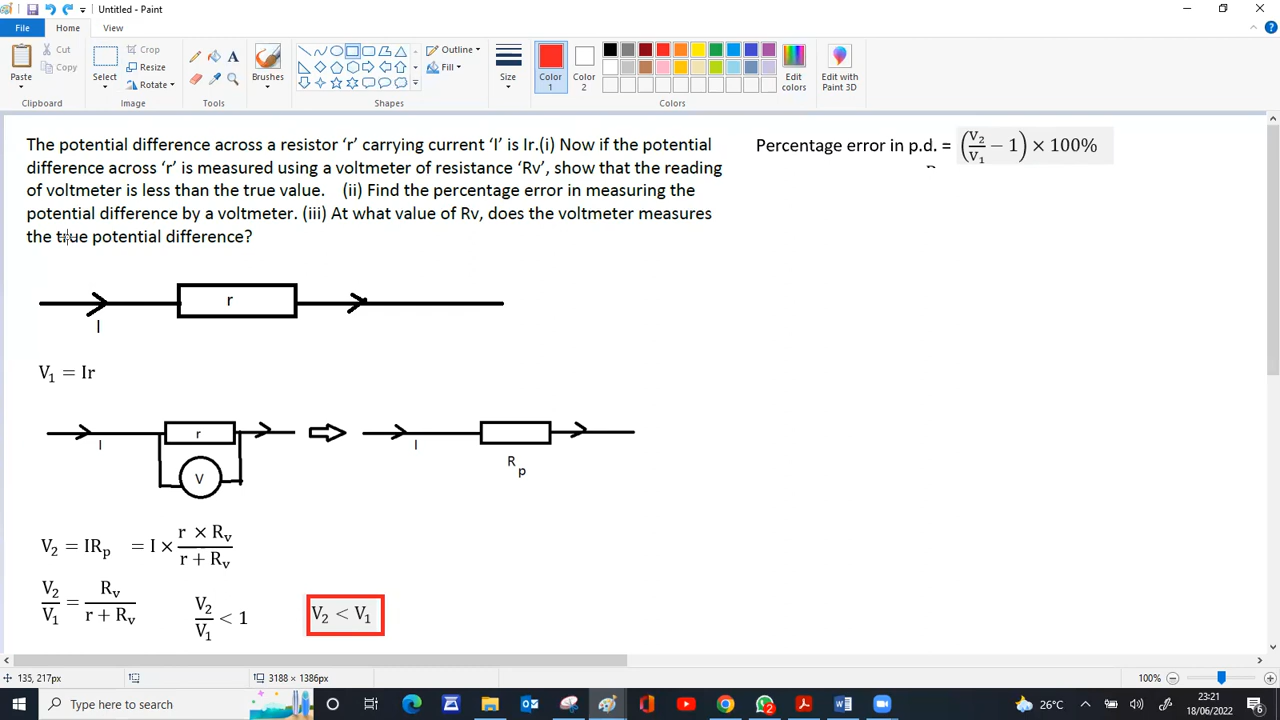 Untitled - Paint
File
Home
View
Paste
Cut
Copy
Clipboard
Select
Crop
Resize
Rotate
Image
Tools
Brushes
Shapes
Outline
Fill
Size
Color 1
Color 2
Colors
Edit colors
Edit with Paint 3D
The potential difference across a resistor ‘r’ carrying current ‘I’ is Ir.(i) Now if the potential
difference across ‘r’ is measured using a voltmeter of resistance ‘Rv’, show that the reading
of voltmeter is less than the true value. (ii) Find the percentage error in measuring the
potential difference by a voltmeter. (iii) At what value of Rv, does the voltmeter measures
the true potential difference?
Percentage error in p.d. = (V₂/V₁ − 1) × 100%
r
I
V₁ = Ir
r
I
V
I
R p
V₂ = IRp = I × r × Rv / r + Rv
V₂/V₁ = Rv / r + Rv
V₂/V₁ < 1
V₂ < V₁
135, 217px
3188 × 1386px
100%
Type here to search
26°C
23:21
18/06/2022
2
6